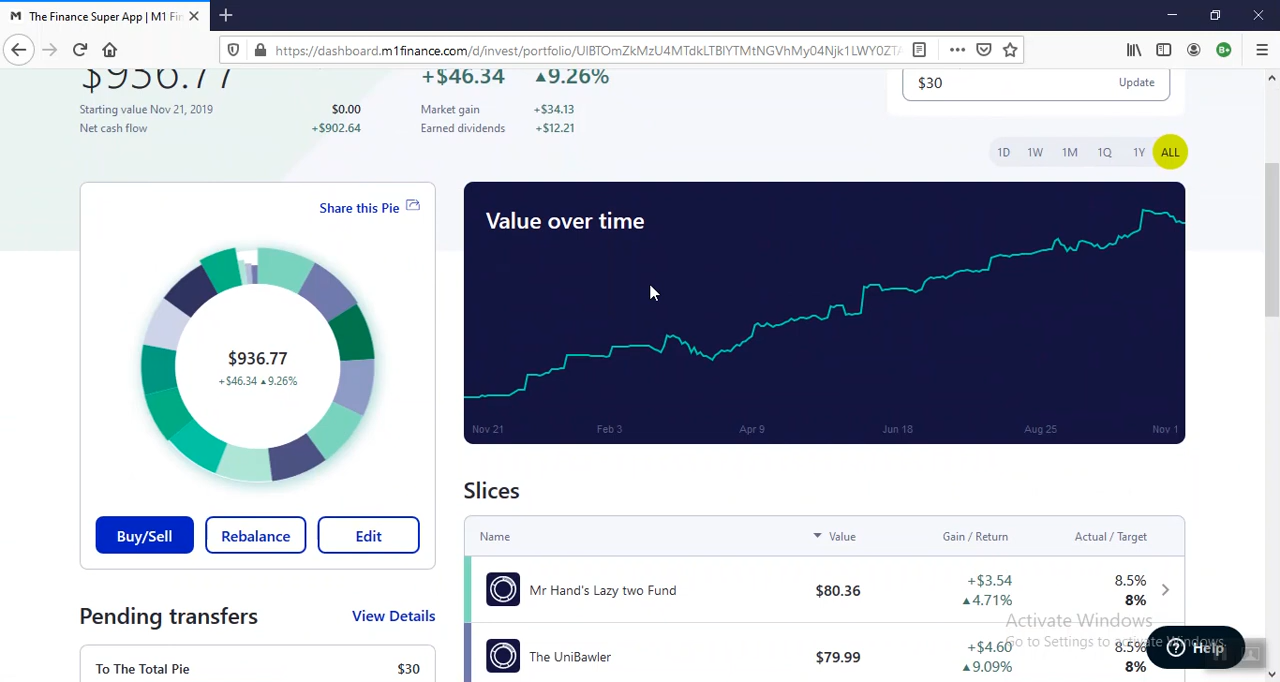 The Finance Super App | M1 Fin
https://dashboard.m1finance.com/d/invest/portfolio/
$936.77
+$46.34 ▲9.26%
$30 Update
Starting value Nov 21, 2019 $0.00
Market gain +$34.13
Net cash flow +$902.64
Earned dividends +$12.21
1D 1W 1M 1Q 1Y ALL
Share this Pie
Value over time
$936.77
+$46.34 ▲9.26%
Nov 21 Feb 3 Apr 9 Jun 18 Aug 25 Nov 1
Buy/Sell Rebalance Edit
Slices
Name Value Gain / Return Actual / Target
Mr Hand's Lazy two Fund $80.36 +$3.54 8.5%
▲4.71% 8%
Pending transfers View Details
The UniBawler $79.99 +$4.60 8.5%
▲9.09% 8%
To The Total Pie $30
Activate Windows
Go to Settings to activate Windows.
Help